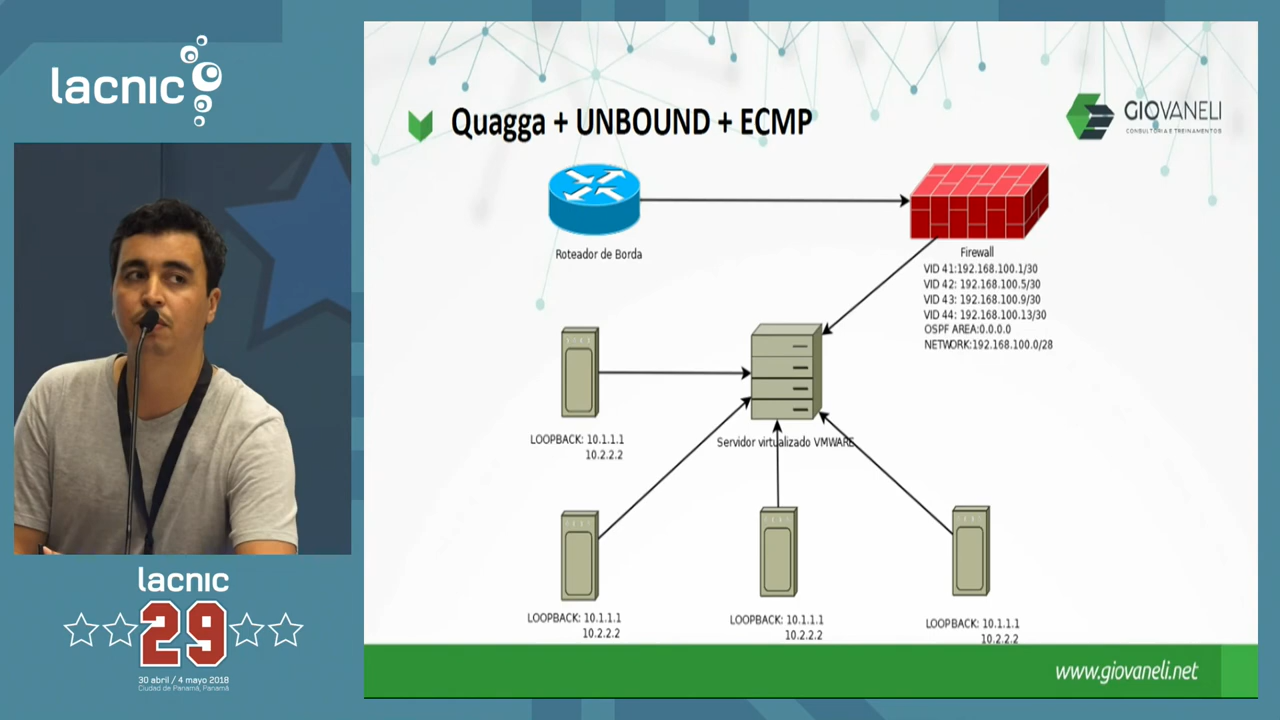 lacnic
Quagga + UNBOUND + ECMP
GIOVANELI
CONSULTORIA E TREINAMENTOS
Roteador de Borda
Firewall
VID 41:192.168.100.1/30
VID 42: 192.168.100.5/30
VID 43: 192.168.100.9/30
VID 44: 192.168.100.13/30
OSPF AREA:0.0.0.0
NETWORK:192.168.100.0/28
LOOPBACK: 10.1.1.1
10.2.2.2
Servidor virtualizado VMWARE
LOOPBACK: 10.1.1.1
10.2.2.2
LOOPBACK: 10.1.1.1
10.2.2.2
LOOPBACK: 10.1.1.1
10.2.2.2
www.giovaneli.net
lacnic
29
30 abril / 4 mayo 2018
Ciudad de Panamá, Panamá